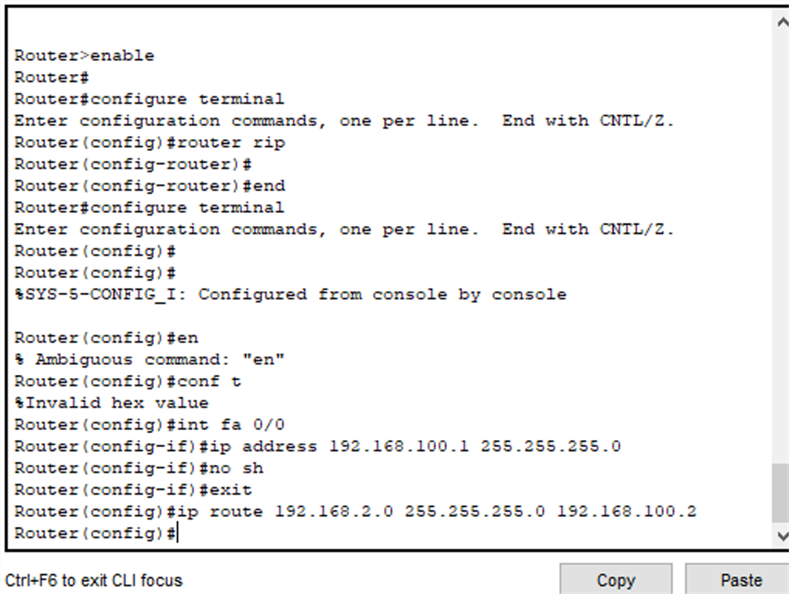 Router>enable
Router#
Router#configure terminal
Enter configuration commands, one per line.  End with CNTL/Z.
Router(config)#router rip
Router(config-router)#
Router(config-router)#end
Router#configure terminal
Enter configuration commands, one per line.  End with CNTL/Z.
Router(config)#
Router(config)#
%SYS-5-CONFIG_I: Configured from console by console
Router(config)#en
% Ambiguous command: "en"
Router(config)#conf t
%Invalid hex value
Router(config)#int fa 0/0
Router(config-if)#ip address 192.168.100.1 255.255.255.0
Router(config-if)#no sh
Router(config-if)#exit
Router(config)#ip route 192.168.2.0 255.255.255.0 192.168.100.2
Router(config)#
Ctrl+F6 to exit CLI focus
Copy
Paste